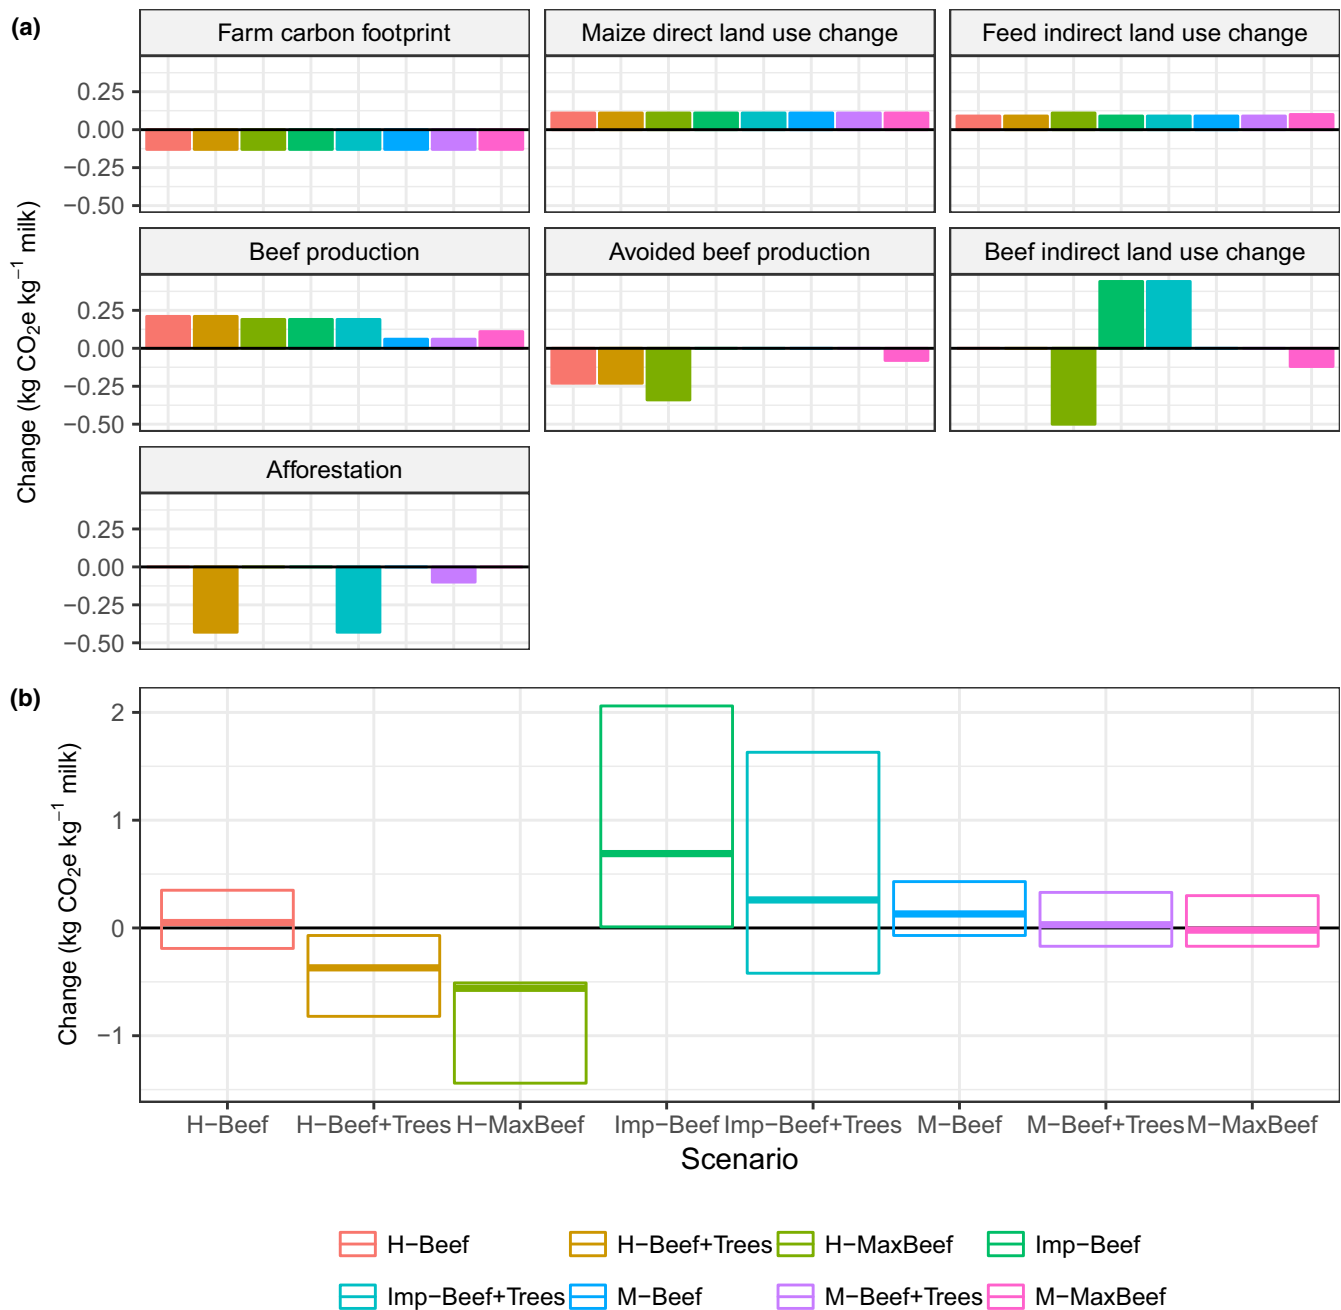 (a)
Farm carbon footprint
Maize direct land use change
Feed indirect land use change
0.25
0.00
−0.25
−0.50
Beef production
Avoided beef production
Beef indirect land use change
0.25
0.00
−0.25
−0.50
Afforestation
0.25
0.00
−0.25
−0.50
Change (kg CO₂e kg⁻¹ milk)
(b)
2
1
0
−1
Change (kg CO₂e kg⁻¹ milk)
H−Beef H−Beef+Trees H−MaxBeef Imp−Beef Imp−Beef+Trees M−Beef M−Beef+Trees M−MaxBeef
Scenario
H−Beef H−Beef+Trees H−MaxBeef Imp−Beef
Imp−Beef+Trees M−Beef M−Beef+Trees M−MaxBeef